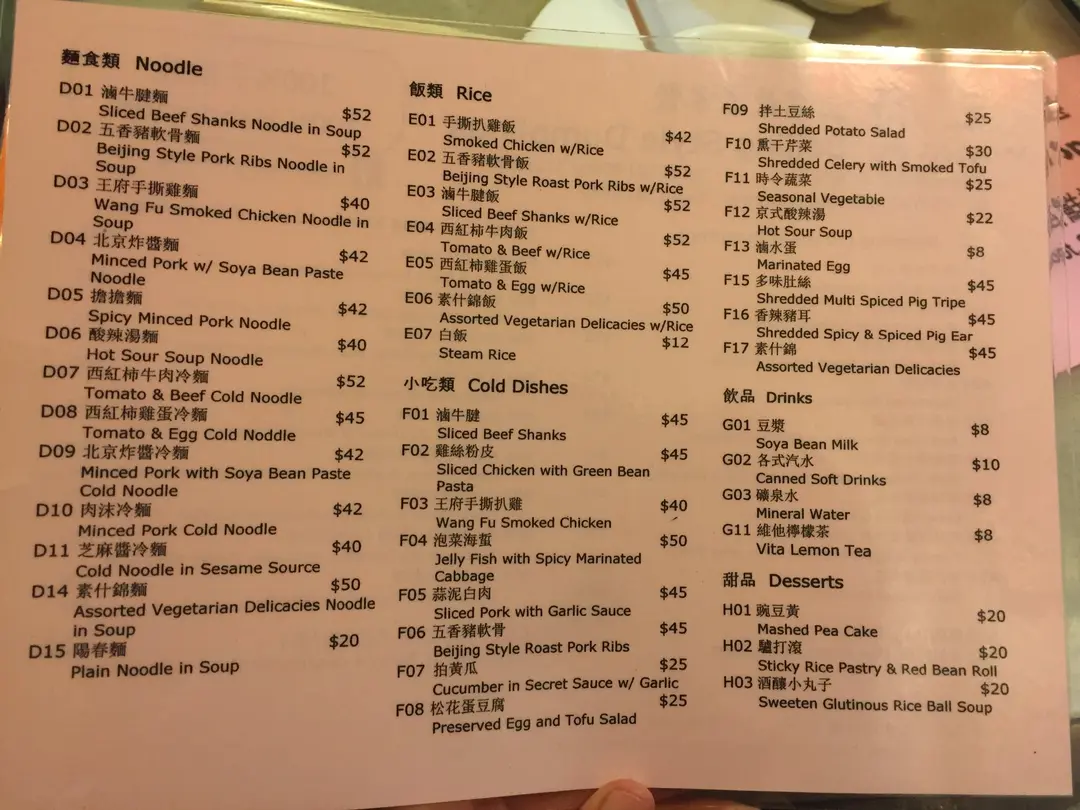 麵食類 Noodle
D01 滷牛腱麵
Sliced Beef Shanks Noodle in Soup $52
D02 五香豬軟骨麵 $52
Beijing Style Pork Ribs Noodle in
Soup
D03 王府手撕雞麵 $40
Wang Fu Smoked Chicken Noodle in
Soup
D04 北京炸醬麵 $42
Minced Pork w/ Soya Bean Paste
Noodle
D05 擔擔麵 $42
Spicy Minced Pork Noodle
D06 酸辣湯麵 $40
Hot Sour Soup Noodle
D07 西紅柿牛肉冷麵 $52
Tomato & Beef Cold Noodle
D08 西紅柿雞蛋冷麵 $45
Tomato & Egg Cold Noddle
D09 北京炸醬冷麵 $42
Minced Pork with Soya Bean Paste
Cold Noodle
D10 肉沫冷麵 $42
Minced Pork Cold Noodle
D11 芝麻醬冷麵 $40
Cold Noodle in Sesame Source
D14 素什錦麵 $50
Assorted Vegetarian Delicacies Noodle
in Soup
D15 陽春麵 $20
Plain Noodle in Soup
飯類 Rice
E01 手撕扒雞飯 $42
Smoked Chicken w/Rice
E02 五香豬軟骨飯 $52
Beijing Style Roast Pork Ribs w/Rice
E03 滷牛腱飯 $52
Sliced Beef Shanks w/Rice
E04 西紅柿牛肉飯 $52
Tomato & Beef w/Rice
E05 西紅柿雞蛋飯 $45
Tomato & Egg w/Rice
E06 素什錦飯 $50
Assorted Vegetarian Delicacies w/Rice
E07 白飯 $12
Steam Rice
小吃類 Cold Dishes
F01 滷牛腱 $45
Sliced Beef Shanks
F02 雞絲粉皮 $45
Sliced Chicken with Green Bean
Pasta
F03 王府手撕扒雞 $40
Wang Fu Smoked Chicken
F04 泡菜海蜇 $50
Jelly Fish with Spicy Marinated
Cabbage
F05 蒜泥白肉 $45
Sliced Pork with Garlic Sauce
F06 五香豬軟骨 $45
Beijing Style Roast Pork Ribs
F07 拍黃瓜 $25
Cucumber in Secret Sauce w/ Garlic
F08 松花蛋豆腐 $25
Preserved Egg and Tofu Salad
F09 拌土豆絲 $25
Shredded Potato Salad
F10 熏干芹菜 $30
Shredded Celery with Smoked Tofu
F11 時令蔬菜 $25
Seasonal Vegetable
F12 京式酸辣湯 $22
Hot Sour Soup
F13 滷水蛋 $8
Marinated Egg
F15 多味肚絲 $45
Shredded Multi Spiced Pig Tripe
F16 香辣豬耳 $45
Shredded Spicy & Spiced Pig Ear
F17 素什錦 $45
Assorted Vegetarian Delicacies
飲品 Drinks
G01 豆漿 $8
Soya Bean Milk
G02 各式汽水 $10
Canned Soft Drinks
G03 礦泉水 $8
Mineral Water
G11 維他檸檬茶 $8
Vita Lemon Tea
甜品 Desserts
H01 豌豆黃 $20
Mashed Pea Cake
H02 驢打滾 $20
Sticky Rice Pastry & Red Bean Roll
H03 酒釀小丸子 $20
Sweeten Glutinous Rice Ball Soup